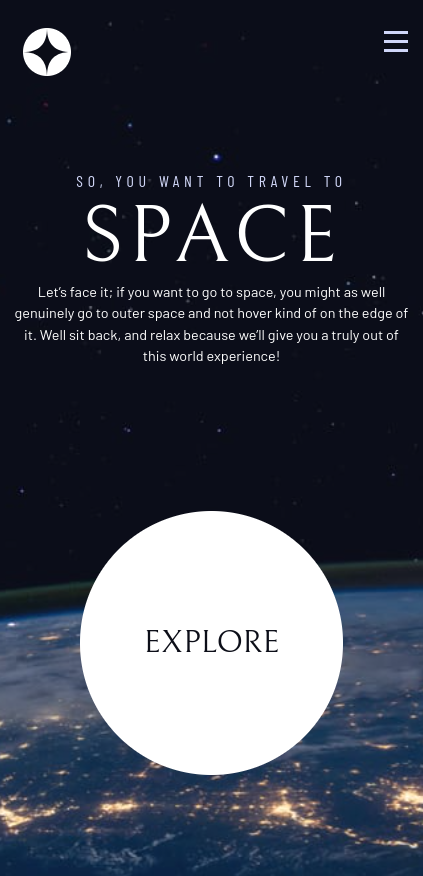 SO, YOU WANT TO TRAVEL TO
SPACE
Let’s face it; if you want to go to space, you might as well
genuinely go to outer space and not hover kind of on the edge of
it. Well sit back, and relax because we’ll give you a truly out of
this world experience!
EXPLORE